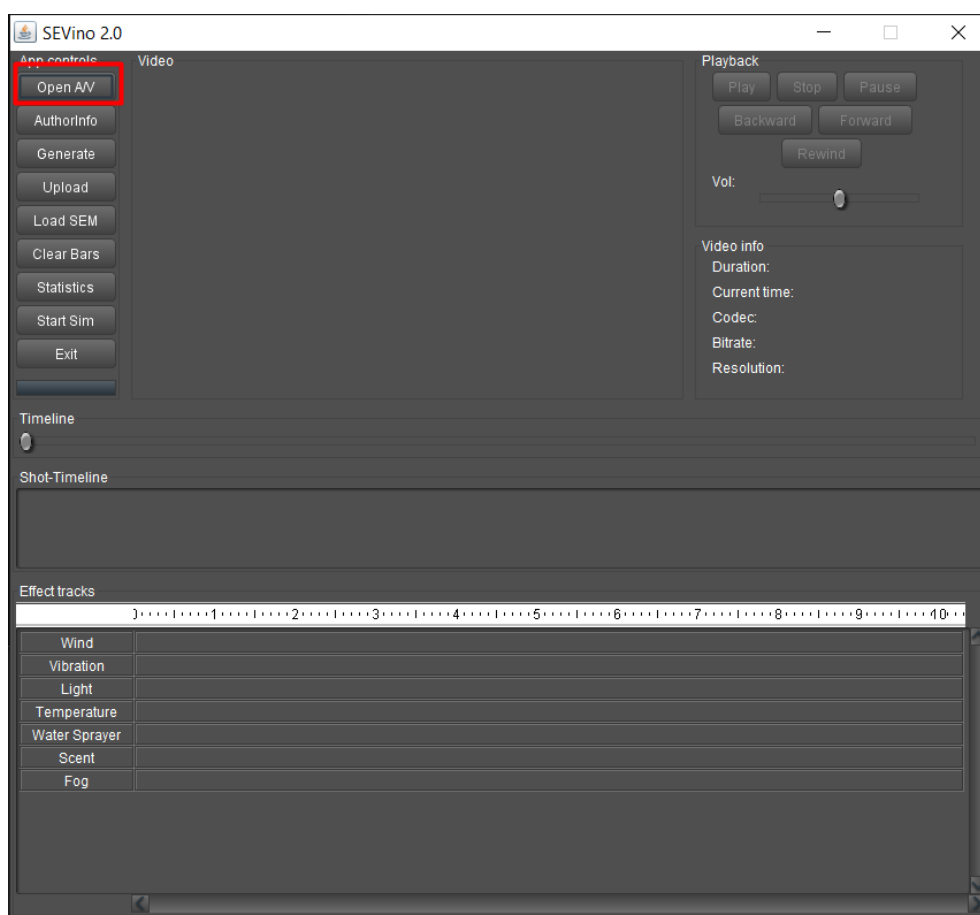 SEVino 2.0
App controls
Open A/V
AuthorInfo
Generate
Upload
Load SEM
Clear Bars
Statistics
Start Sim
Exit
Video
Playback
Play Stop Pause
Backward Forward
Rewind
Vol:
Video info
Duration:
Current time:
Codec:
Bitrate:
Resolution:
Timeline
Shot-Timeline
Effect tracks
0 1 2 3 4 5 6 7 8 9 10
Wind
Vibration
Light
Temperature
Water Sprayer
Scent
Fog